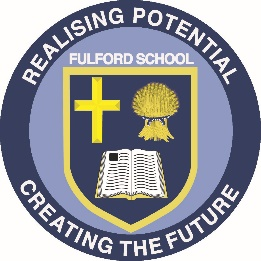 REALISING POTENTIAL
FULFORD SCHOOL
CREATING THE FUTURE